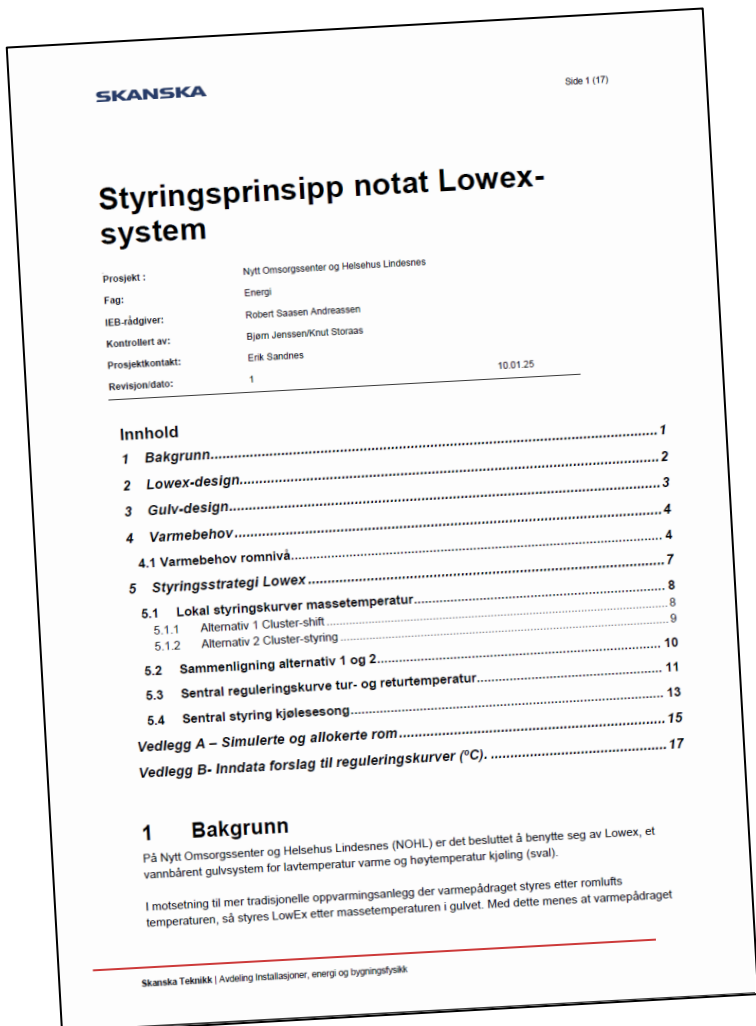 SKANSKA
Side 1 (17)
Styringsprinsipp notat Lowex-
system
Prosjekt : Nytt Omsorgssenter og Helsehus Lindesnes
Fag: Energi
IEB-rådgiver: Robert Saasen Andreassen
Kontrollert av: Bjørn Jenssen/Knut Storaas
Prosjektkontakt: Erik Sandnes
Revisjon/dato: 1 10.01.25
Innhold
1 Bakgrunn 1
2 Lowex-design 2
3 Gulv-design 3
4 Varmebehov 4
4.1 Varmebehov romnivå 4
5 Styringsstrategi Lowex 7
5.1 Lokal styringskurver massetemperatur 8
5.1.1 Alternativ 1 Cluster-shift 8
5.1.2 Alternativ 2 Cluster-styring 9
5.2 Sammenligning alternativ 1 og 2 10
5.3 Sentral reguleringskurve tur- og returtemperatur 11
5.4 Sentral styring kjølesesong 13
Vedlegg A – Simulerte og allokerte rom 15
Vedlegg B- Inndata forslag til reguleringskurver (ºC). 17
1 Bakgrunn
På Nytt Omsorgssenter og Helsehus Lindesnes (NOHL) er det besluttet å benytte seg av Lowex, et
vannbårent gulvsystem for lavtemperatur varme og høytemperatur kjøling (sval).
I motsetning til mer tradisjonelle oppvarmingsanlegg der varmepådraget styres etter romlufts
temperaturen, så styres LowEx etter massetemperaturen i gulvet. Med dette menes at varmepådraget
Skanska Teknikk | Avdeling Installasjoner, energi og bygningsfysikk